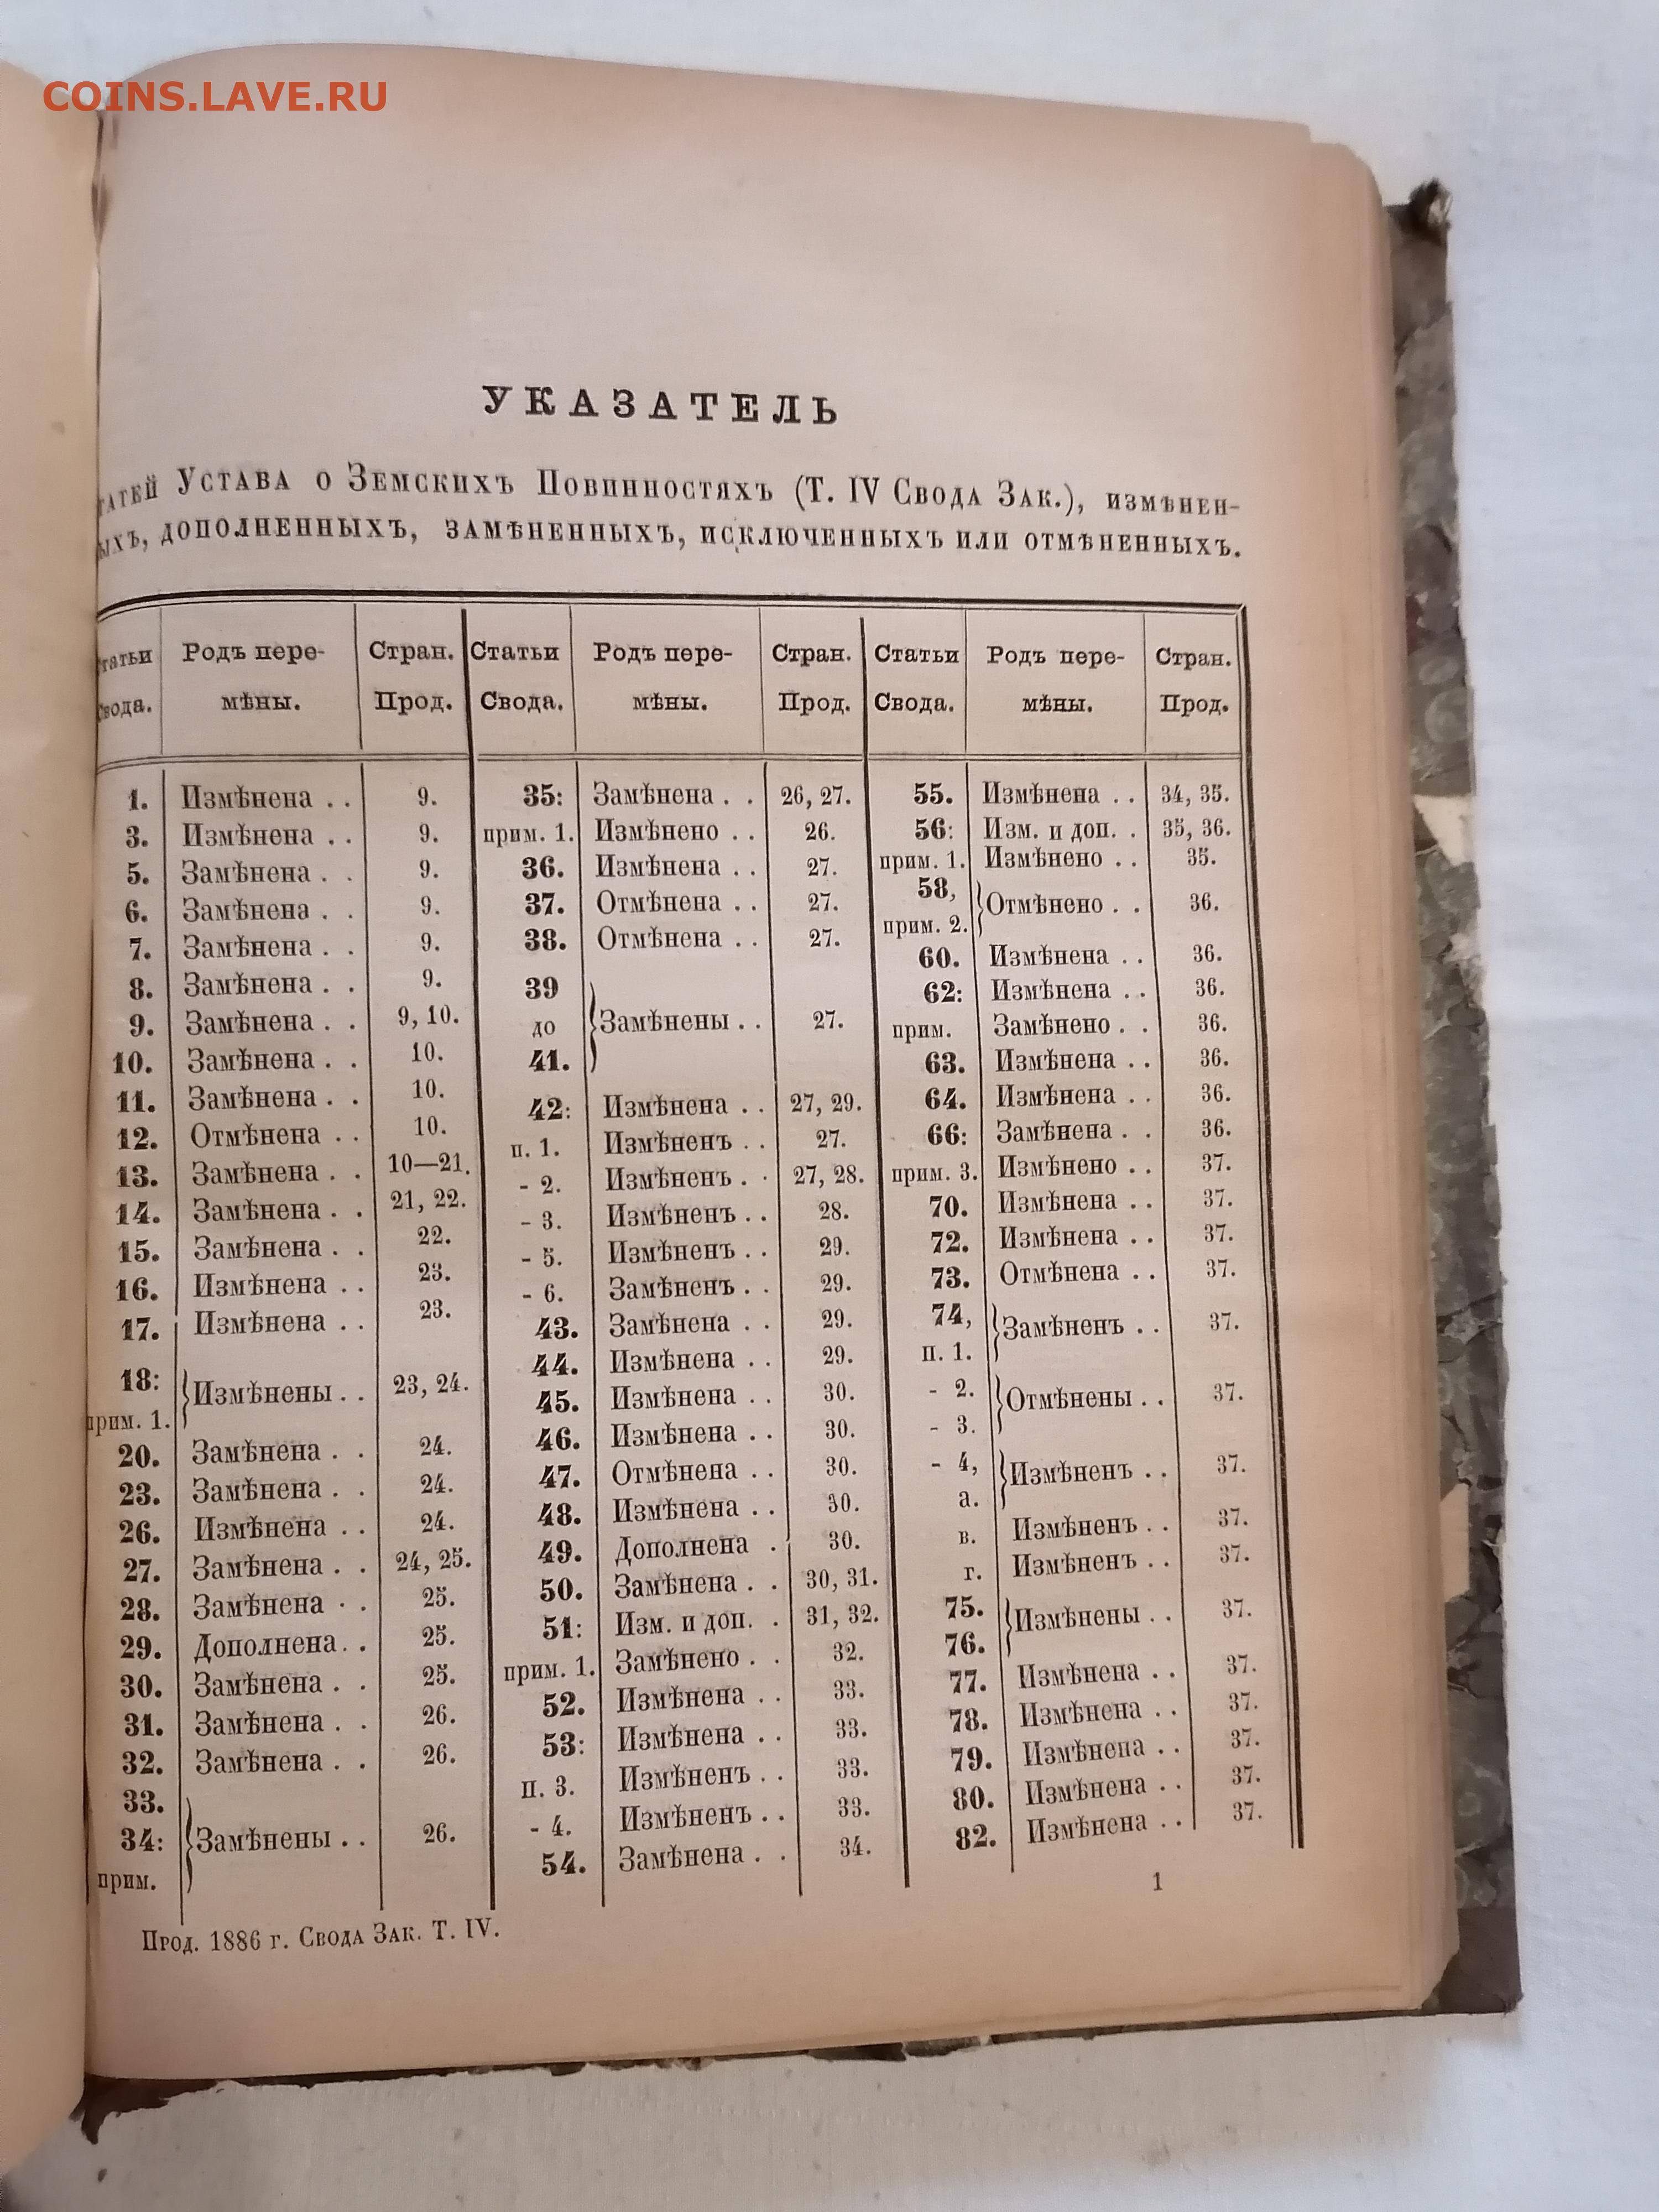 COINS.LAVE.RU
УКАЗАТЕЛЬ
Устава о Земскихъ Повинностяхъ (Т. IV Свода Зак.), измѣнен-
дополненныхъ, замѣненныхъ, исключенныхъ или отмѣненныхъ.
Статьи Родъ пере- Стран. Статьи Родъ пере- Стран. Статьи Родъ пере- Стран.
Свода. мѣны. Прод. Свода. мѣны. Прод. Свода. мѣны. Прод.
1. Измѣнена . . 9.
3. Измѣнена . . 9.
5. Замѣнена . . 9.
6. Замѣнена . . 9.
7. Замѣнена . . 9.
8. Замѣнена . . 9.
9. Замѣнена . . 9, 10.
10. Замѣнена . . 10.
11. Замѣнена . . 10.
12. Отмѣнена . . 10.
13. Замѣнена . . 10—21.
14. Замѣнена . . 21, 22.
15. Замѣнена . . 22.
16. Измѣнена . . 23.
17. Измѣнена . . 23.
18:
} Измѣнены . . 23, 24.
прим. 1.
20. Замѣнена . . 24.
23. Замѣнена . . 24.
26. Измѣнена . . 24.
27. Замѣнена . . 24, 25.
28. Замѣнена . . 25.
29. Дополнена . . 25.
30. Замѣнена . . 25.
31. Замѣнена . . 26.
32. Замѣнена . . 26.
33.
34: } Замѣнены . . 26.
прим.
35: Замѣнена . . 26, 27.
прим. 1. Измѣнено . . 26.
36. Измѣнена . . 27.
37. Отмѣнена . . 27.
38. Отмѣнена . . 27.
39
до } Замѣнены . . 27.
41.
42: Измѣнена . . 27, 29.
п. 1. Измѣненъ . . 27.
- 2. Измѣненъ . . 27, 28.
- 3. Измѣненъ . . 28.
- 5. Измѣненъ . . 29.
- 6. Замѣненъ . . 29.
43. Замѣнена . . 29.
44. Измѣнена . . 29.
45. Измѣнена . . 30.
46. Измѣнена . . 30.
47. Отмѣнена . . 30.
48. Измѣнена . . 30.
49. Дополнена . 30.
50. Замѣнена . . 30, 31.
51: Изм. и доп. . 31, 32.
прим. 1. Замѣнено . . 32.
52. Измѣнена . . 33.
53: Измѣнена . . 33.
п. 3. Измѣненъ . . 33.
- 4. Измѣненъ . . 33.
54. Замѣнена . . 34.
55. Измѣнена . . 34, 35.
56: Изм. и доп. . 35, 36.
прим. 1. Измѣнено . . 35.
58,
} Отмѣнено . . 36.
прим. 2.
60. Измѣнена . . 36.
62: Измѣнена . . 36.
прим. Замѣнено . . 36.
63. Измѣнена . . 36.
64. Измѣнена . . 36.
66: Замѣнена . . 36.
прим. 3. Измѣнено . . 37.
70. Измѣнена . . 37.
72. Измѣнена . . 37.
73. Отмѣнена . . 37.
74,
} Замѣненъ . . 37.
п. 1.
- 2.
} Отмѣнены . . 37.
- 3.
- 4,
} Измѣненъ . . 37.
а.
в. Измѣненъ . . 37.
г. Измѣненъ . . 37.
75.
} Измѣнены . . 37.
76.
77. Измѣнена . . 37.
78. Измѣнена . . 37.
79. Измѣнена . . 37.
80. Измѣнена . . 37.
82. Измѣнена . . 37.
1
Прод. 1886 г. Свода Зак. Т. IV.